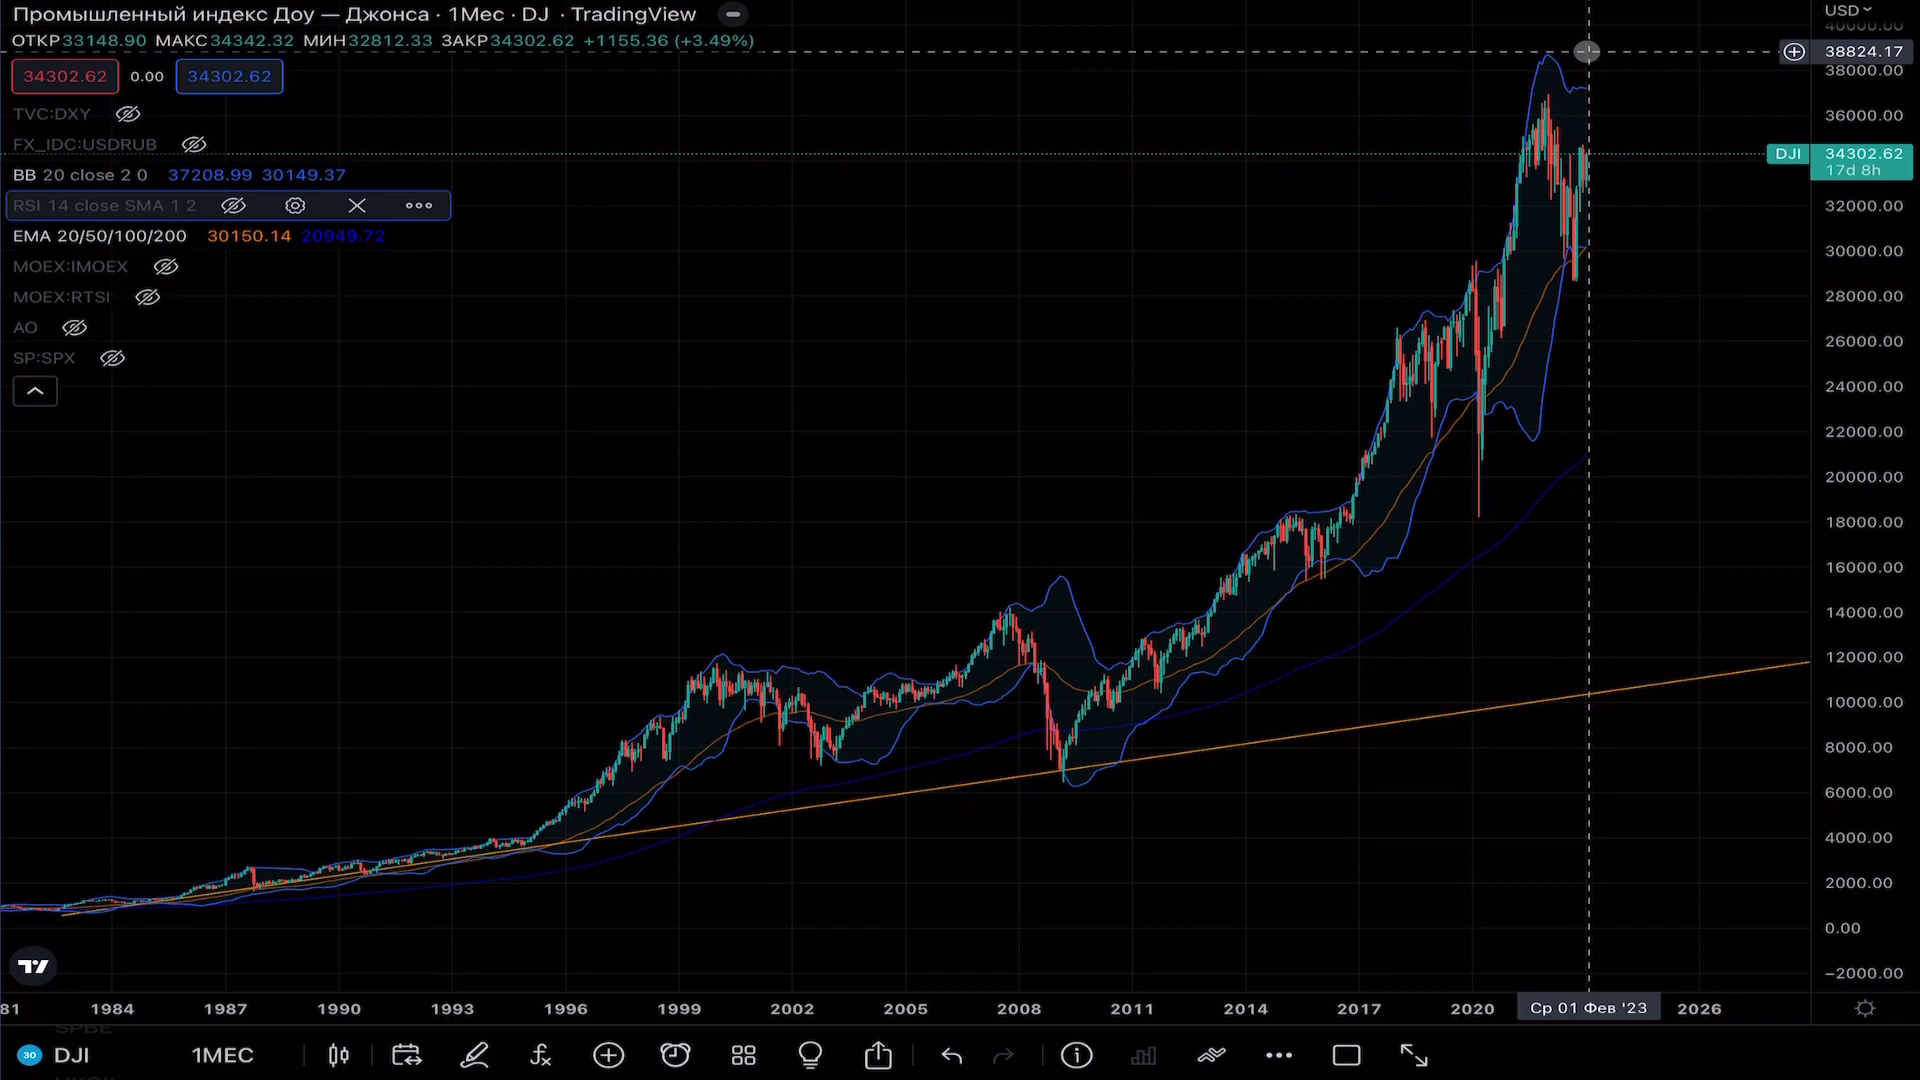 Промышленный индекс Доу — Джонса · 1Мес · DJ · TradingView
ОТКР33148.90 МАКС34342.32 МИН32812.33 ЗАКР34302.62 +1155.36 (+3.49%)
34302.62 0.00 34302.62
TVC:DXY
FX_IDC:USDRUB
BB 20 close 2 0 37208.99 30149.37
RSI 14 close SMA 1 2
EMA 20/50/100/200 30150.14 20949.72
MOEX:IMOEX
MOEX:RTSI
AO
SP:SPX
USD
40000.00
38824.17
38000.00
36000.00
DJI 34302.62
17d 8h
32000.00
30000.00
28000.00
26000.00
24000.00
22000.00
20000.00
18000.00
16000.00
14000.00
12000.00
10000.00
8000.00
6000.00
4000.00
2000.00
0.00
−2000.00
81 1984 1987 1990 1993 1996 1999 2002 2005 2008 2011 2014 2017 2020 Ср 01 Фев '23 2026
SPBE
30 DJI 1МЕС